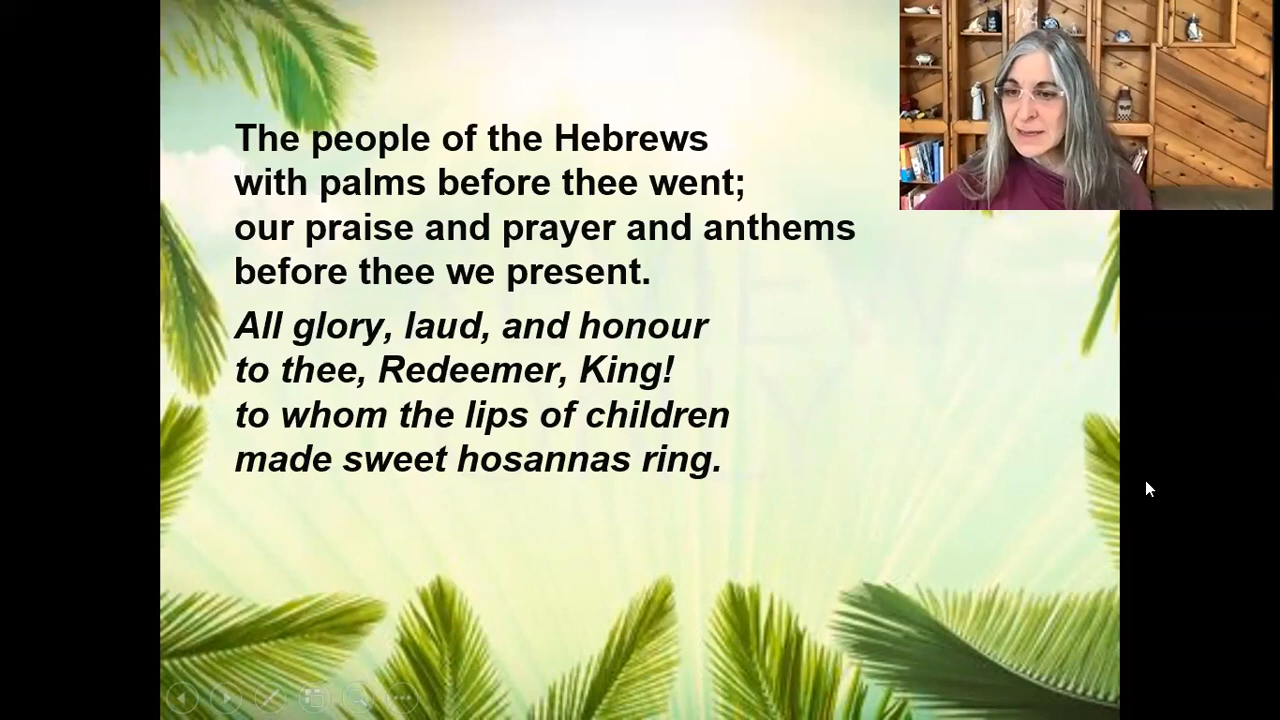 The people of the Hebrews
with palms before thee went;
our praise and prayer and anthems
before thee we present.
All glory, laud, and honour
to thee, Redeemer, King!
to whom the lips of children
made sweet hosannas ring.